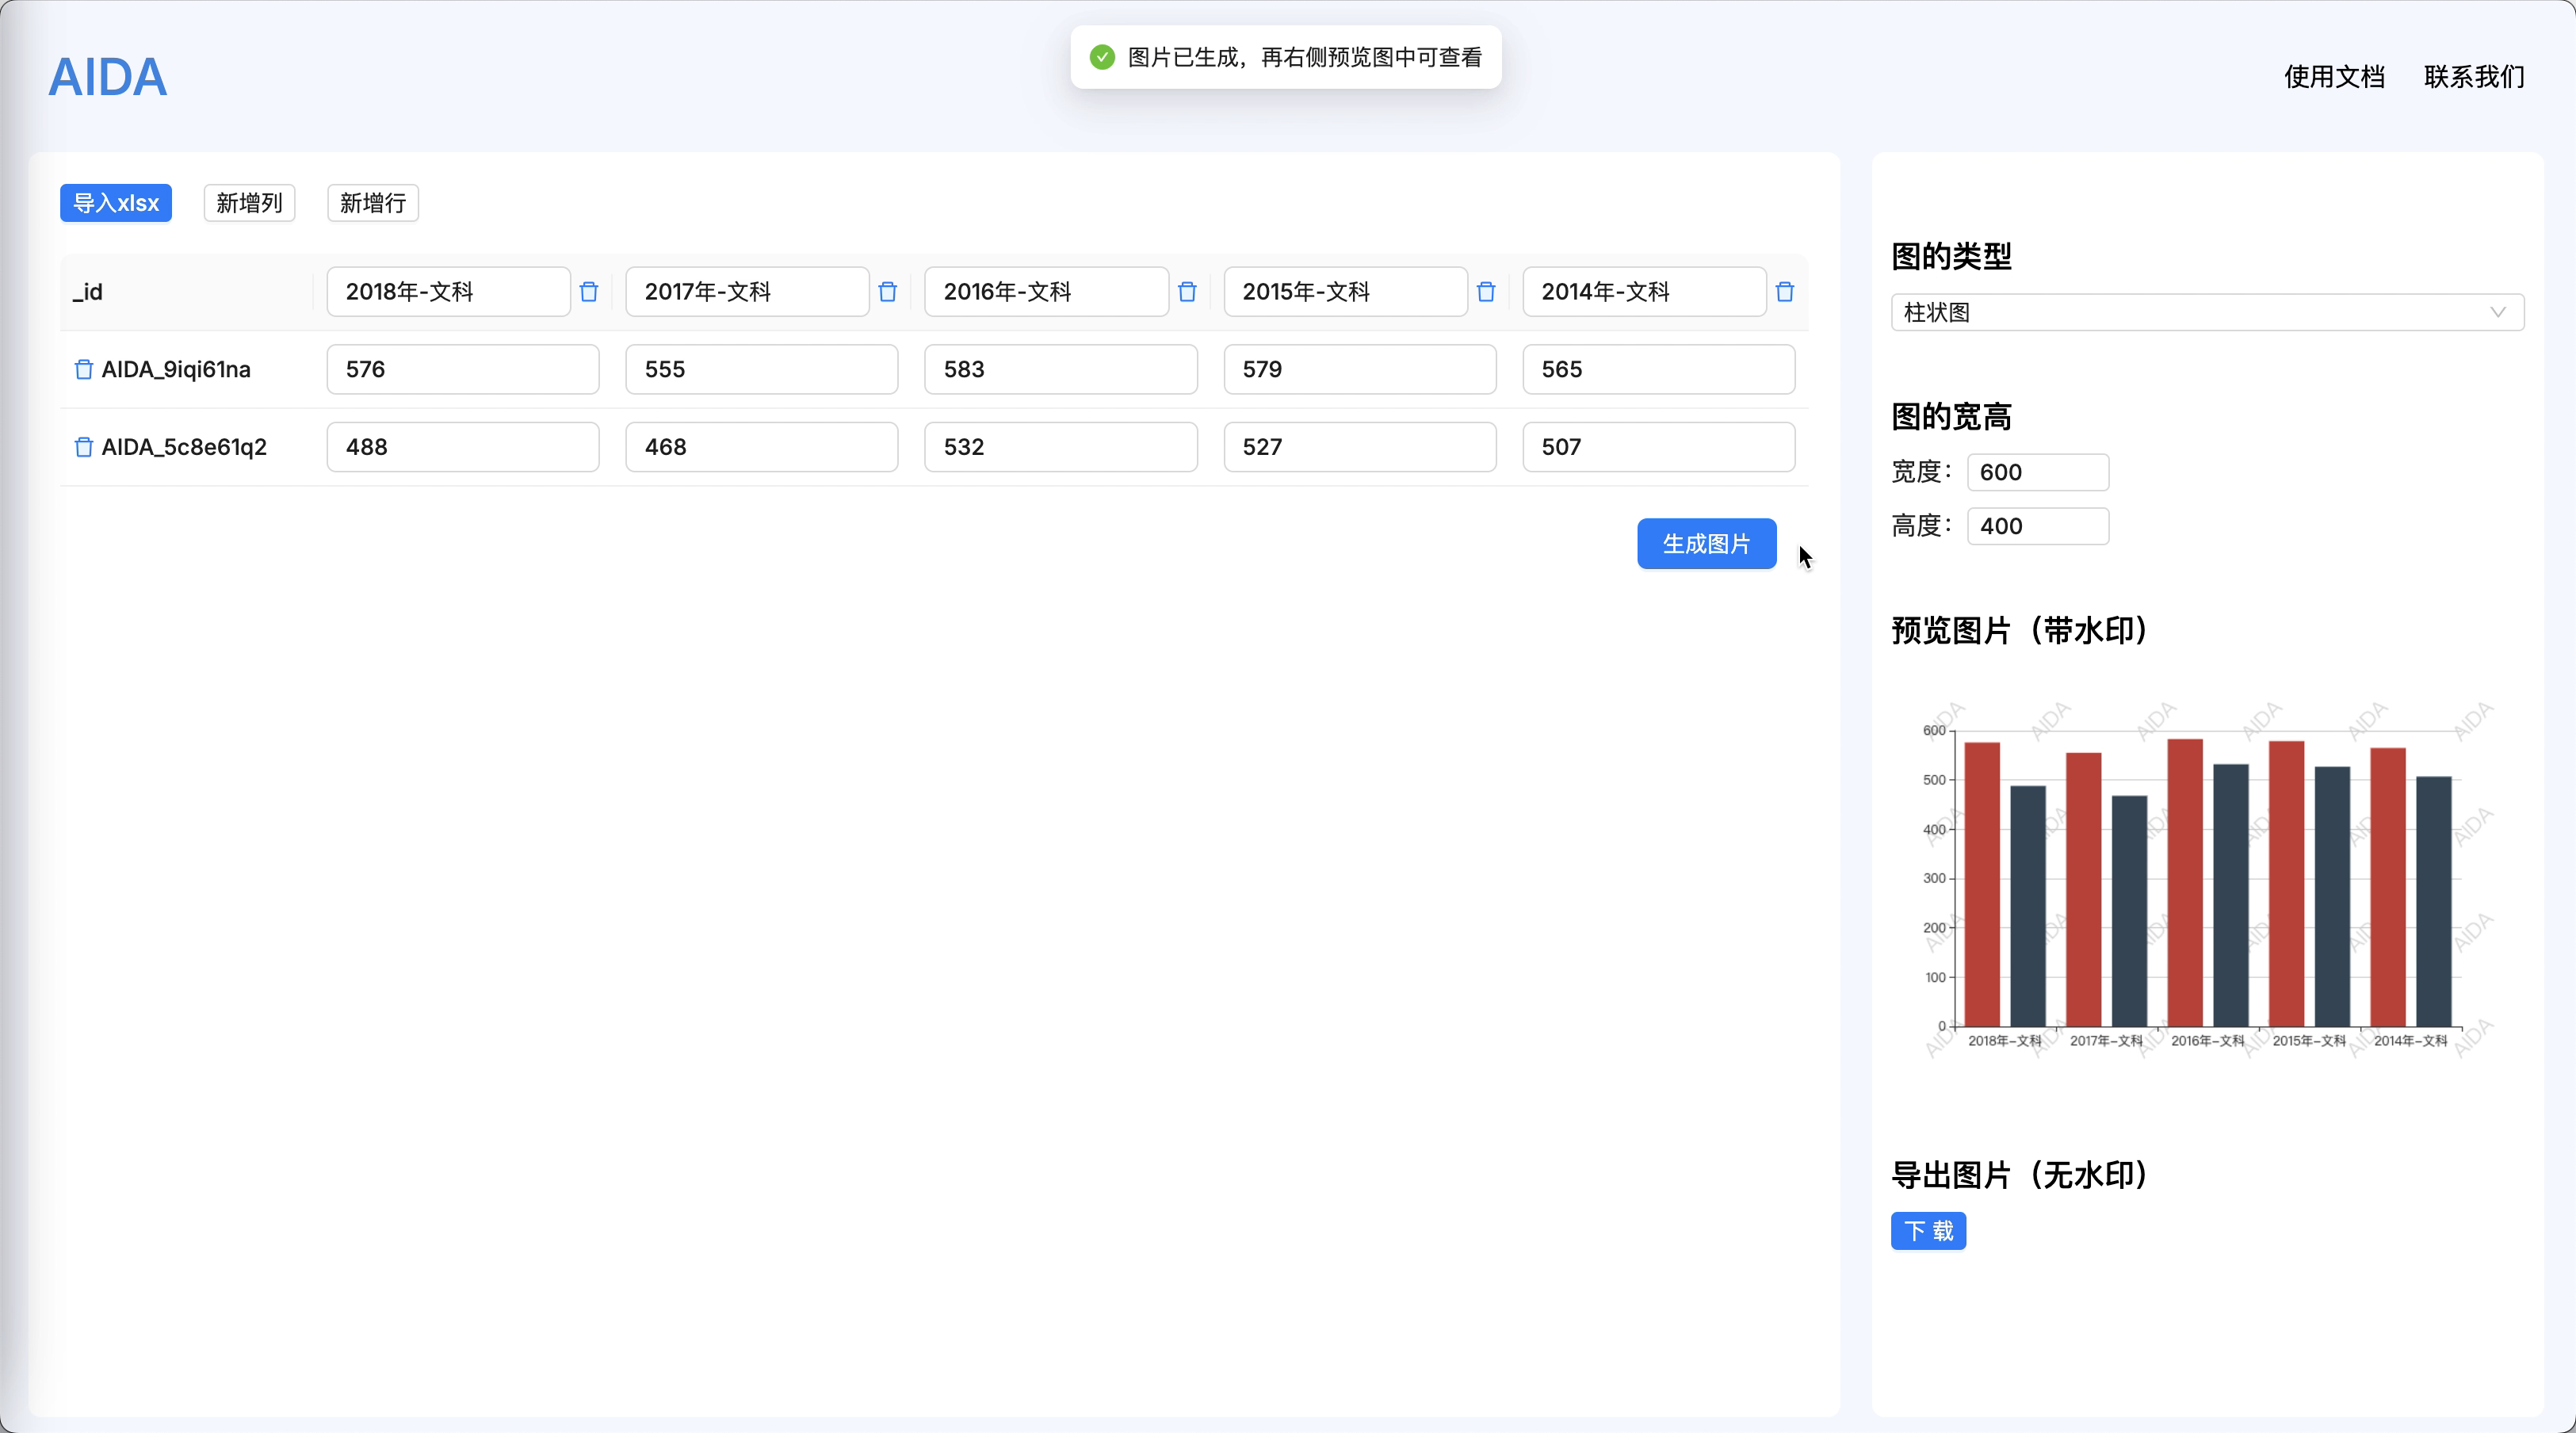 图片已生成，再右侧预览图中可查看
AIDA
使用文档 联系我们
导入xlsx 新增列 新增行
_id 2018年-文科 2017年-文科 2016年-文科 2015年-文科 2014年-文科
AIDA_9iqi61na 576 555 583 579 565
AIDA_5c8e61q2 488 468 532 527 507
生成图片
图的类型
柱状图
图的宽高
宽度： 600
高度： 400
预览图片（带水印）
AIDA AIDA AIDA AIDA AIDA AIDA
600
500
400
300
200
100
0
2018年-文科 2017年-文科 2016年-文科 2015年-文科 2014年-文科
导出图片（无水印）
下 载